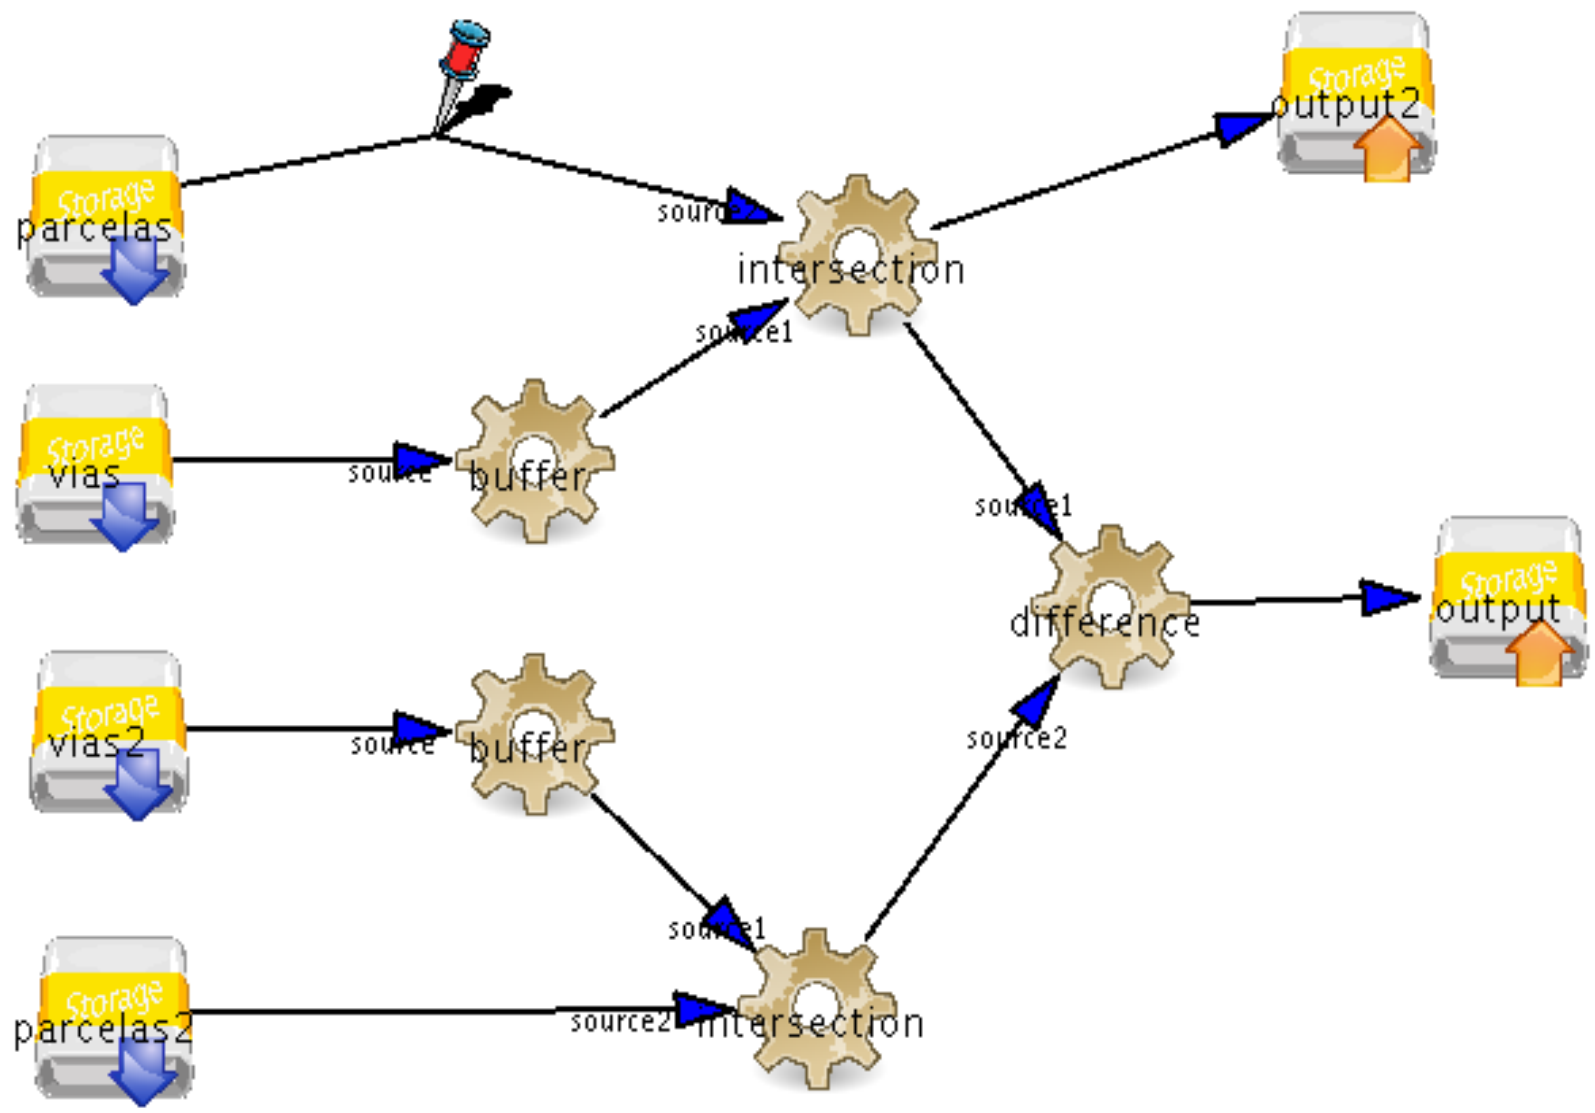 Storage
output2
Storage
parcelas
source2
intersection
source1
Storage
vias
source
buffer
source1
Storage
output
difference
Storage
vias2
source
buffer
source2
source1
Storage
parcelas2
source2
intersection